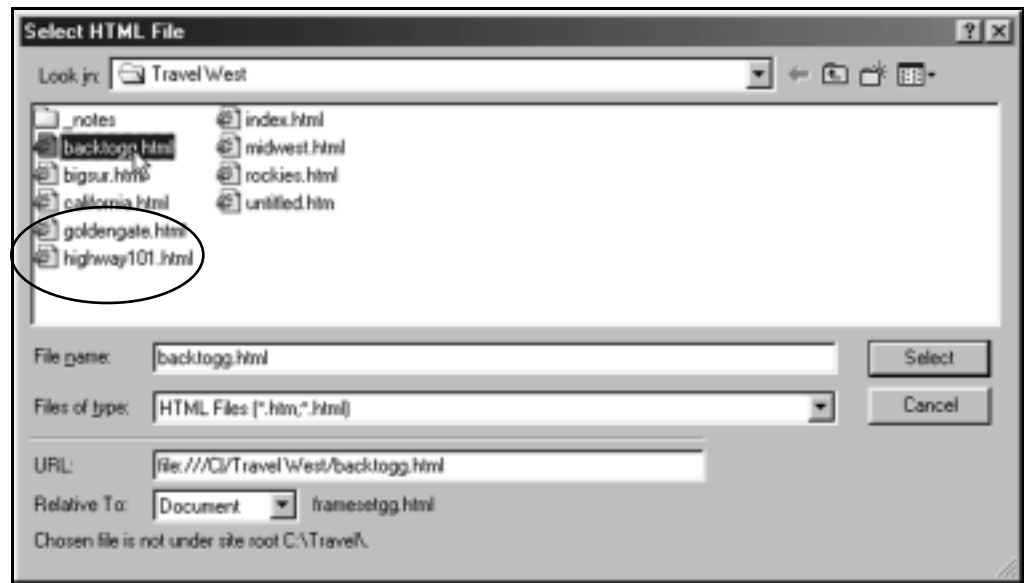 Select HTML File
Look in: Travel West
_notes
backtogg.html
bigsur.html
california.html
goldengate.html
highway101.html
index.html
midwest.html
rockies.html
untitled.htm
File name: backtogg.html
Select
Files of type: HTML Files (*.htm;*.html)
Cancel
URL: file:///C|/Travel West/backtogg.html
Relative To: Document framesetgg.html
Chosen file is not under site root C:\Travel\.